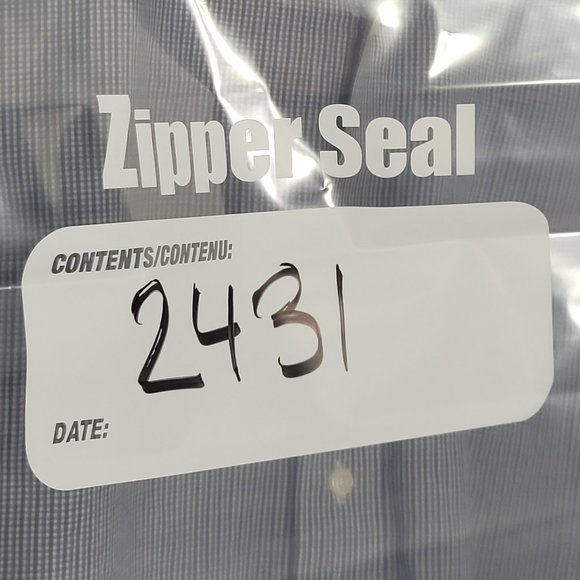 Zipper Seal
CONTENTS/CONTENU:
2431
DATE: